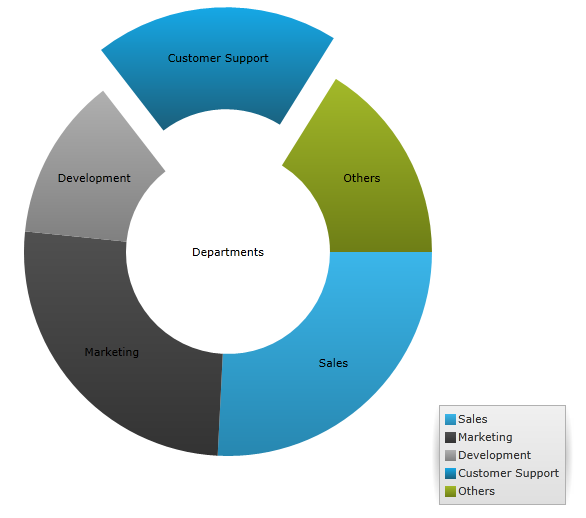 Customer Support
Development
Others
Departments
Marketing
Sales
Sales
Marketing
Development
Customer Support
Others